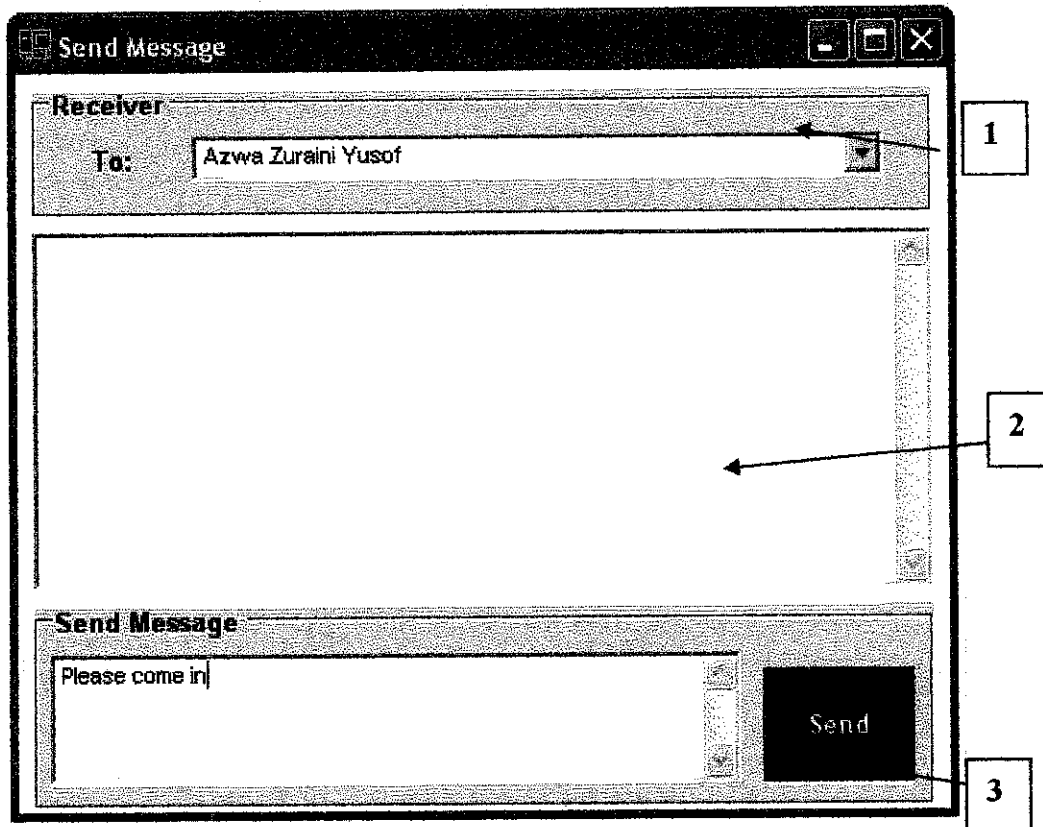 Send Message
Receiver
1
To: Azwa Zuraini Yusof
2
Send Message
Please come in
Send
3